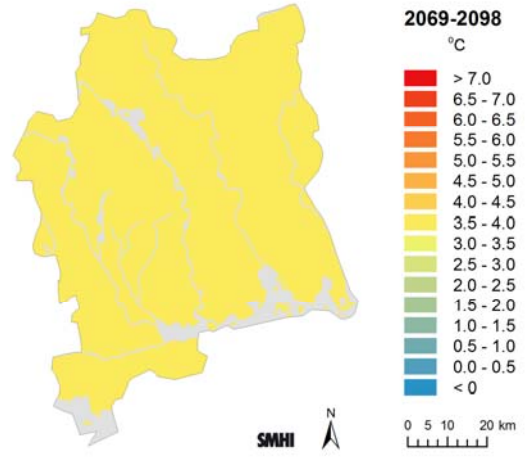 2069-2098
°C
> 7.0
6.5 - 7.0
6.0 - 6.5
5.5 - 6.0
5.0 - 5.5
4.5 - 5.0
4.0 - 4.5
3.5 - 4.0
3.0 - 3.5
2.5 - 3.0
2.0 - 2.5
1.5 - 2.0
1.0 - 1.5
0.5 - 1.0
0.0 - 0.5
< 0
SMHI
N
0 5 10 20 km